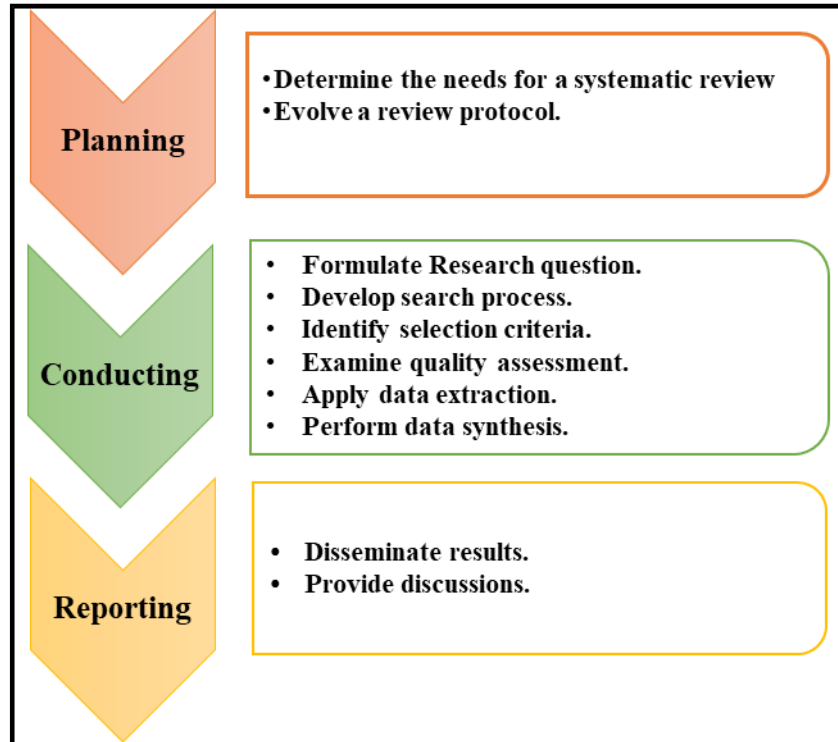 Planning
•Determine the needs for a systematic review
•Evolve a review protocol.
Conducting
• Formulate Research question.
• Develop search process.
• Identify selection criteria.
• Examine quality assessment.
• Apply data extraction.
• Perform data synthesis.
Reporting
• Disseminate results.
• Provide discussions.